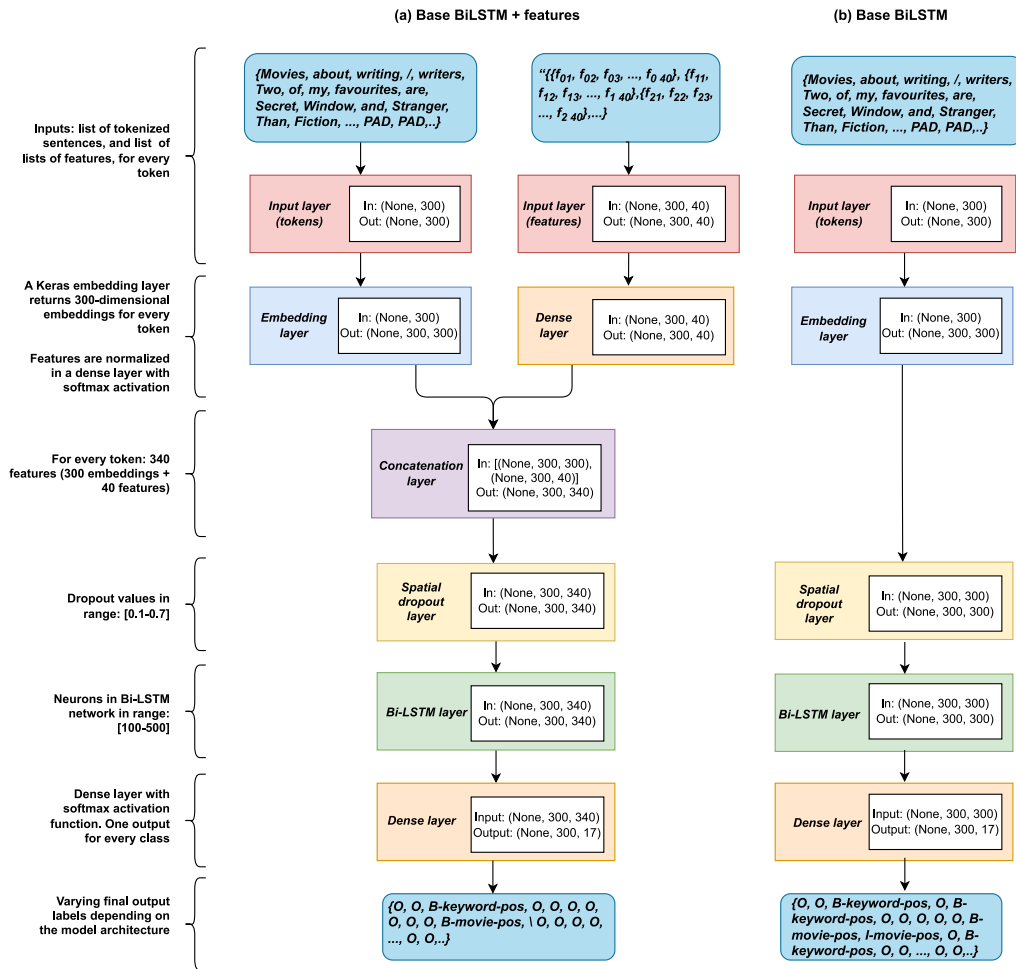 (a) Base BiLSTM + features
(b) Base BiLSTM
Inputs: list of tokenized
sentences, and list of
lists of features, for every
token
{Movies, about, writing, /, writers,
Two, of, my, favourites, are,
Secret, Window, and, Stranger,
Than, Fiction, ..., PAD, PAD,..}
“{{f01, f02, f03, ..., f0 40}, {f11,
f12, f13, ..., f1 40},{f21, f22, f23,
..., f2 40},...}
{Movies, about, writing, /, writers,
Two, of, my, favourites, are,
Secret, Window, and, Stranger,
Than, Fiction, ..., PAD, PAD,..}
Input layer
(tokens)
In: (None, 300)
Out: (None, 300)
Input layer
(features)
In: (None, 300, 40)
Out: (None, 300, 40)
Input layer
(tokens)
In: (None, 300)
Out: (None, 300)
A Keras embedding layer
returns 300-dimensional
embeddings for every
token
Features are normalized
in a dense layer with
softmax activation
Embedding
layer
In: (None, 300)
Out: (None, 300, 300)
Dense
layer
In: (None, 300, 40)
Out: (None, 300, 40)
Embedding
layer
In: (None, 300)
Out: (None, 300, 300)
For every token: 340
features (300 embeddings +
40 features)
Concatenation
layer
In: [(None, 300, 300),
(None, 300, 40)]
Out: (None, 300, 340)
Dropout values in
range: [0.1-0.7]
Spatial
dropout
layer
In: (None, 300, 340)
Out: (None, 300, 340)
Spatial
dropout
layer
In: (None, 300, 300)
Out: (None, 300, 300)
Neurons in Bi-LSTM
network in range:
[100-500]
Bi-LSTM layer
In: (None, 300, 340)
Out: (None, 300, 340)
Bi-LSTM layer
In: (None, 300, 300)
Out: (None, 300, 300)
Dense layer with
softmax activation
function. One output
for every class
Dense layer
Input: (None, 300, 340)
Output: (None, 300, 17)
Dense layer
Input: (None, 300, 300)
Output: (None, 300, 17)
Varying final output
labels depending on
the model architecture
{O, O, B-keyword-pos, O, O, O, O,
O, O, O, B-movie-pos, \ O, O, O, O,
..., O, O,..}
{O, O, B-keyword-pos, O, B-
keyword-pos, O, O, O, O, O, B-
movie-pos, I-movie-pos, O, B-
keyword-pos, O, O, ..., O, O,..}